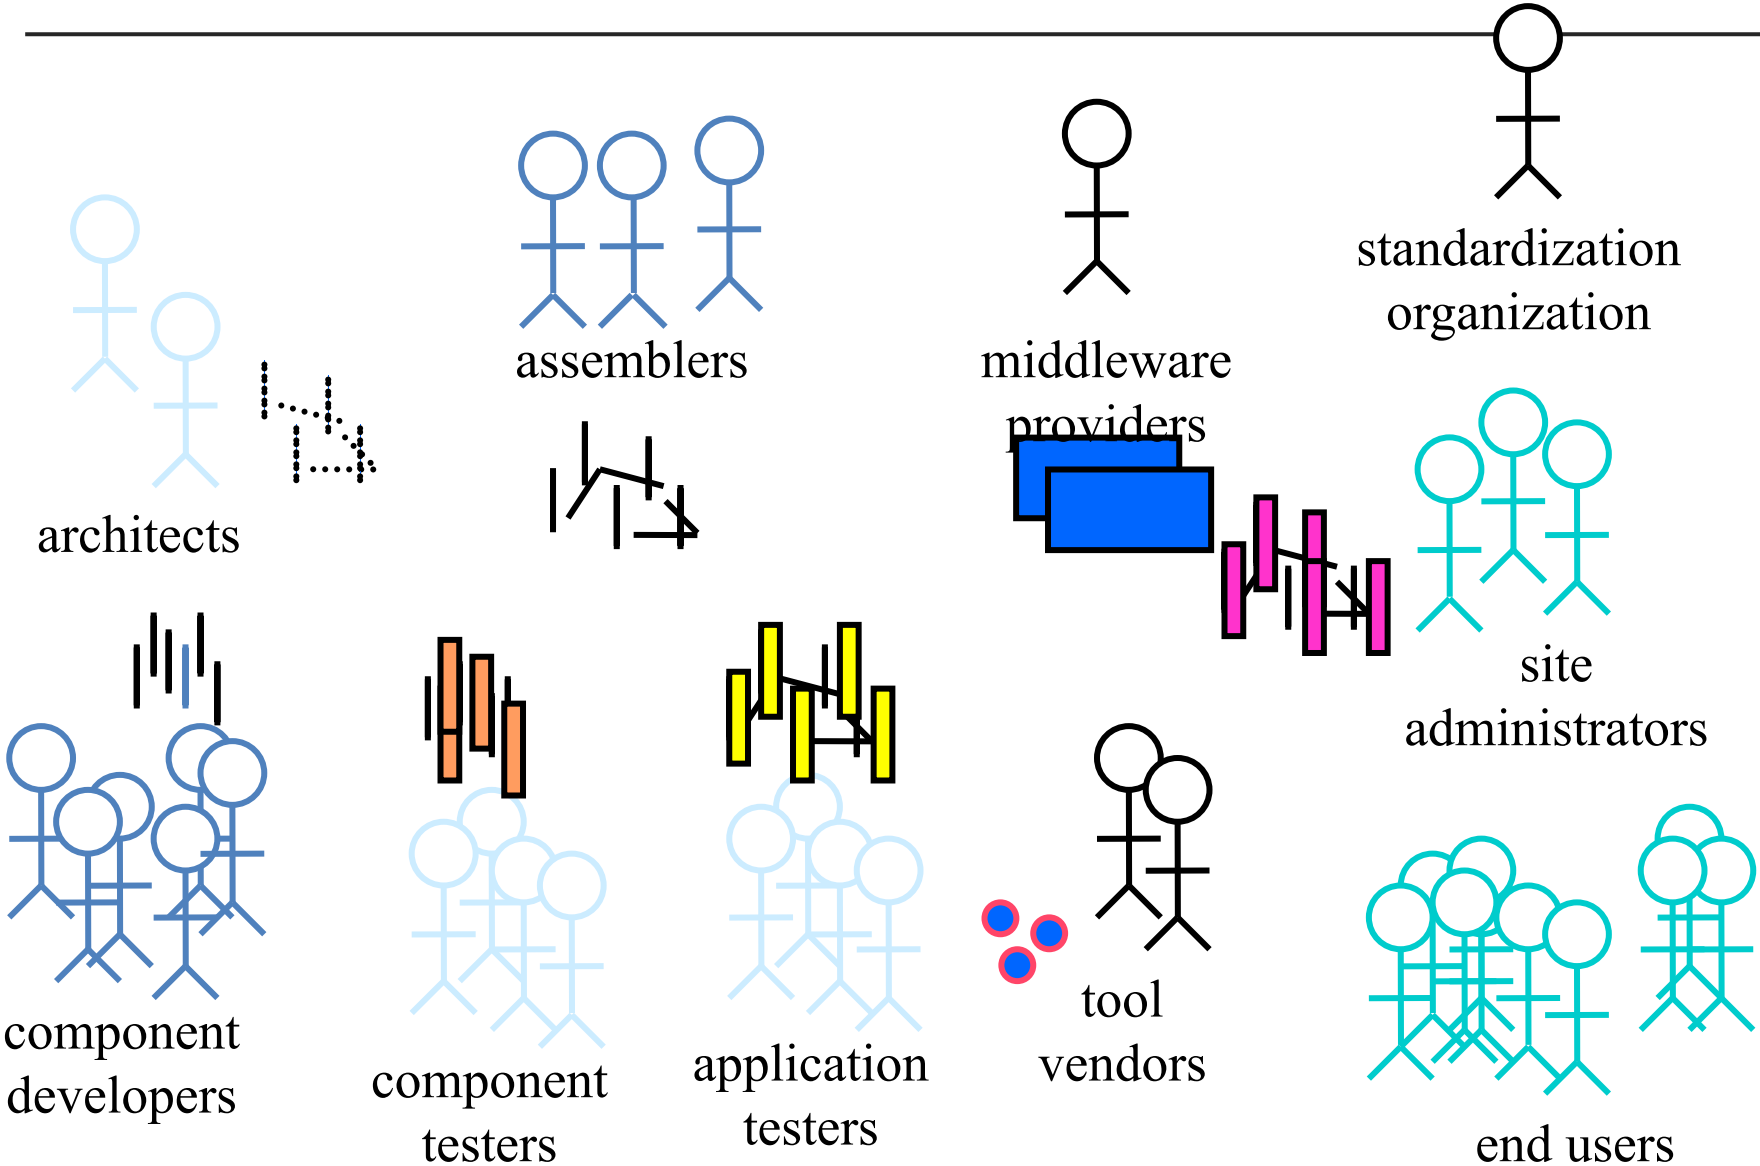 standardization
organization
assemblers
middleware
providers
architects
site
administrators
component
developers
component
testers
application
testers
tool
vendors
end users